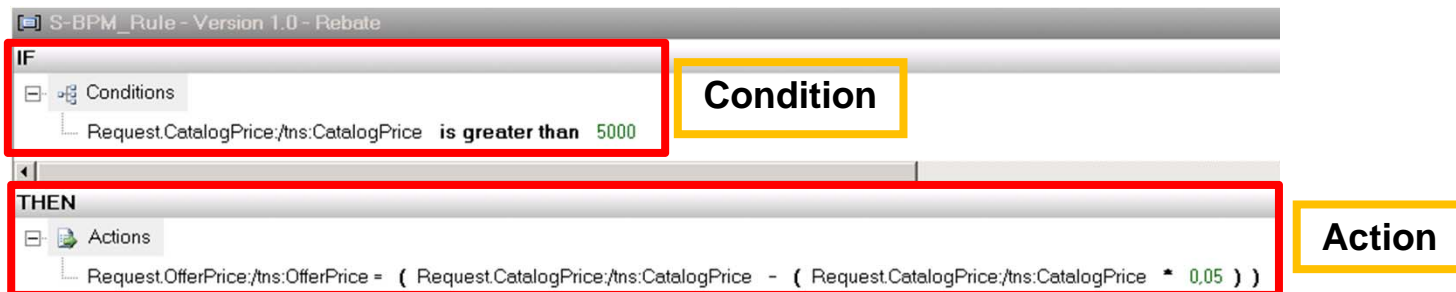 S-BPM_Rule - Version 1.0 - Rebate
IF
Conditions
Condition
Request.CatalogPrice:/tns:CatalogPrice is greater than 5000
THEN
Actions
Action
Request.OfferPrice:/tns:OfferPrice = ( Request.CatalogPrice:/tns:CatalogPrice - ( Request.CatalogPrice:/tns:CatalogPrice * 0,05 ) )